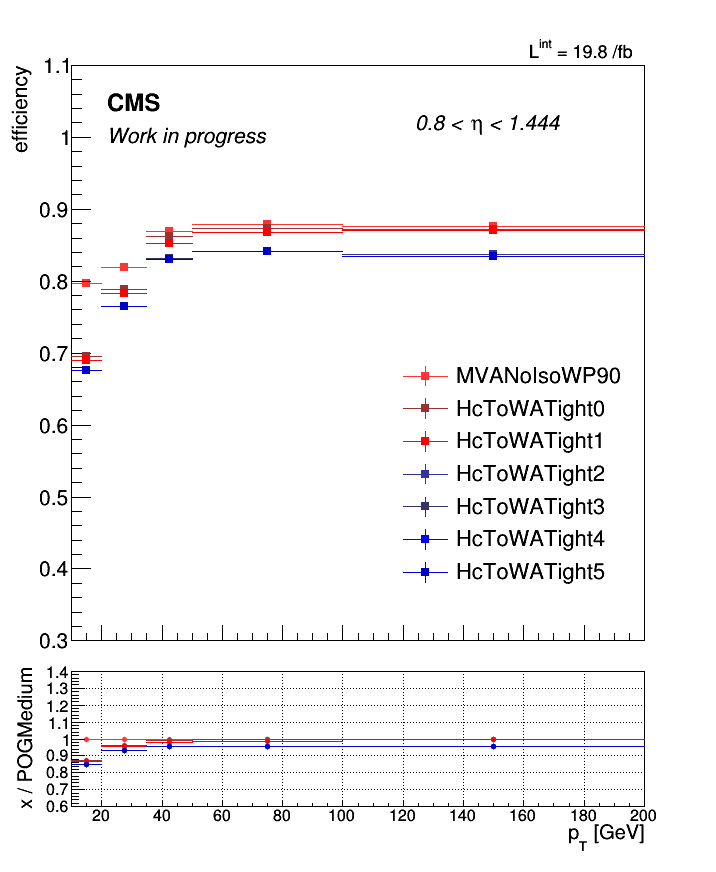 L^int = 19.8 /fb
efficiency
1.1
CMS
Work in progress
0.8 < η < 1.444
1
0.9
0.8
0.7
0.6
0.5
0.4
0.3
MVANoIsoWP90
HcToWATight0
HcToWATight1
HcToWATight2
HcToWATight3
HcToWATight4
HcToWATight5
x / POGMedium
1.4
1.3
1.2
1.1
1
0.9
0.8
0.7
0.6
20 40 60 80 100 120 140 160 180 200
p_T [GeV]